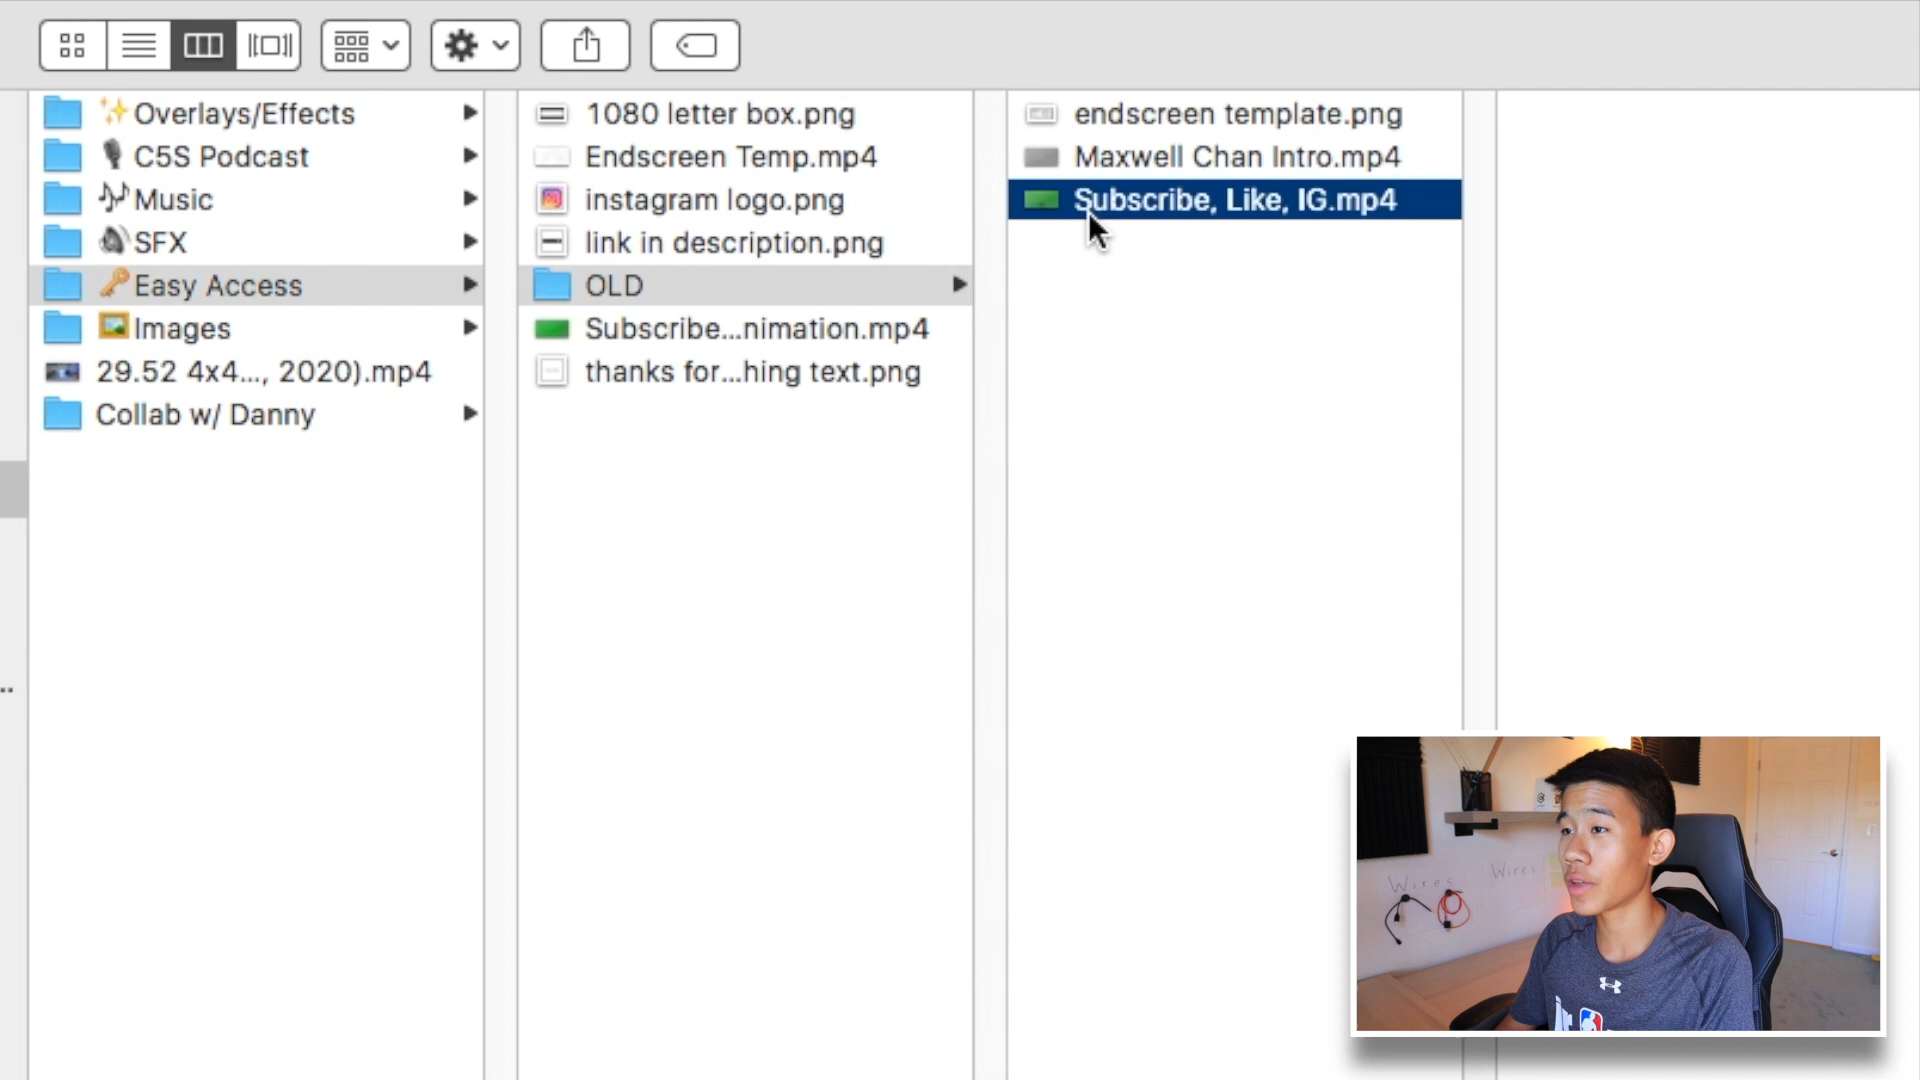 Overlays/Effects
C5S Podcast
Music
SFX
Easy Access
Images
29.52 4x4..., 2020).mp4
Collab w/ Danny
1080 letter box.png
Endscreen Temp.mp4
instagram logo.png
link in description.png
OLD
Subscribe...nimation.mp4
thanks for...hing text.png
endscreen template.png
Maxwell Chan Intro.mp4
Subscribe, Like, IG.mp4
..
Wires
Wires